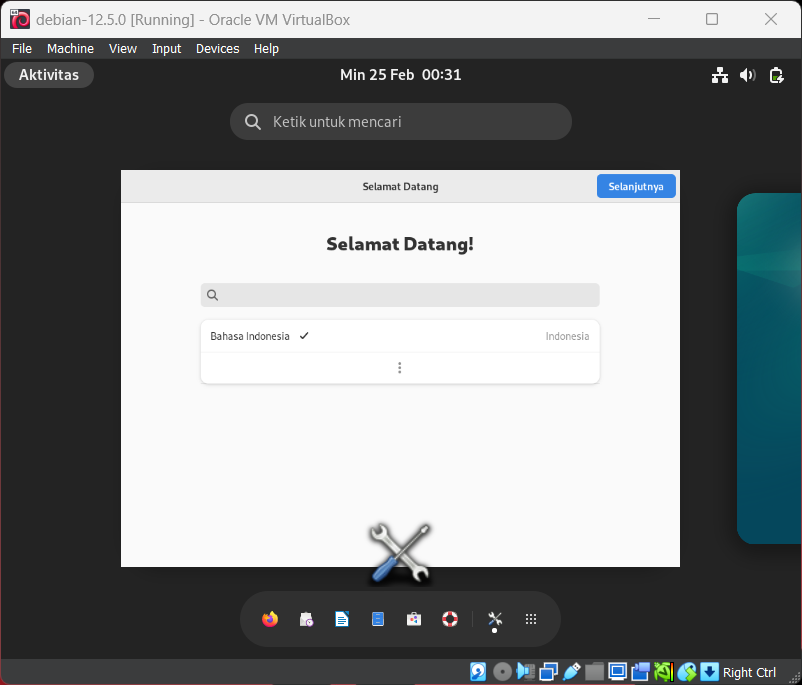 debian-12.5.0 [Running] - Oracle VM VirtualBox
File Machine View Input Devices Help
Aktivitas
Min 25 Feb 00:31
Ketik untuk mencari
Selamat Datang
Selanjutnya
Selamat Datang!
Bahasa Indonesia
Indonesia
Right Ctrl